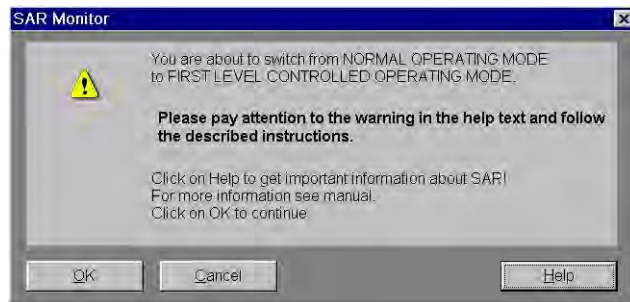 SAR Monitor
You are about to switch from NORMAL OPERATING MODE
to FIRST LEVEL CONTROLLED OPERATING MODE.
Please pay attention to the warning in the help text and follow
the described instructions.
Click on Help to get important information about SAR!
For more information see manual.
Click on OK to continue
OK Cancel Help